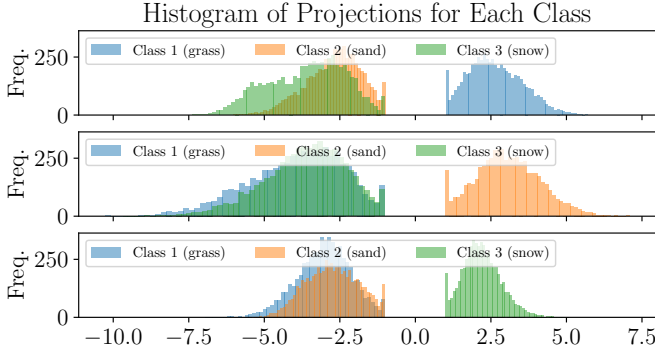 Histogram of Projections for Each Class
Freq.
250
0
Class 1 (grass) Class 2 (sand) Class 3 (snow)
Freq.
250
0
Class 1 (grass) Class 2 (sand) Class 3 (snow)
Freq.
250
0
Class 1 (grass) Class 2 (sand) Class 3 (snow)
−10.0 −7.5 −5.0 −2.5 0.0 2.5 5.0 7.5